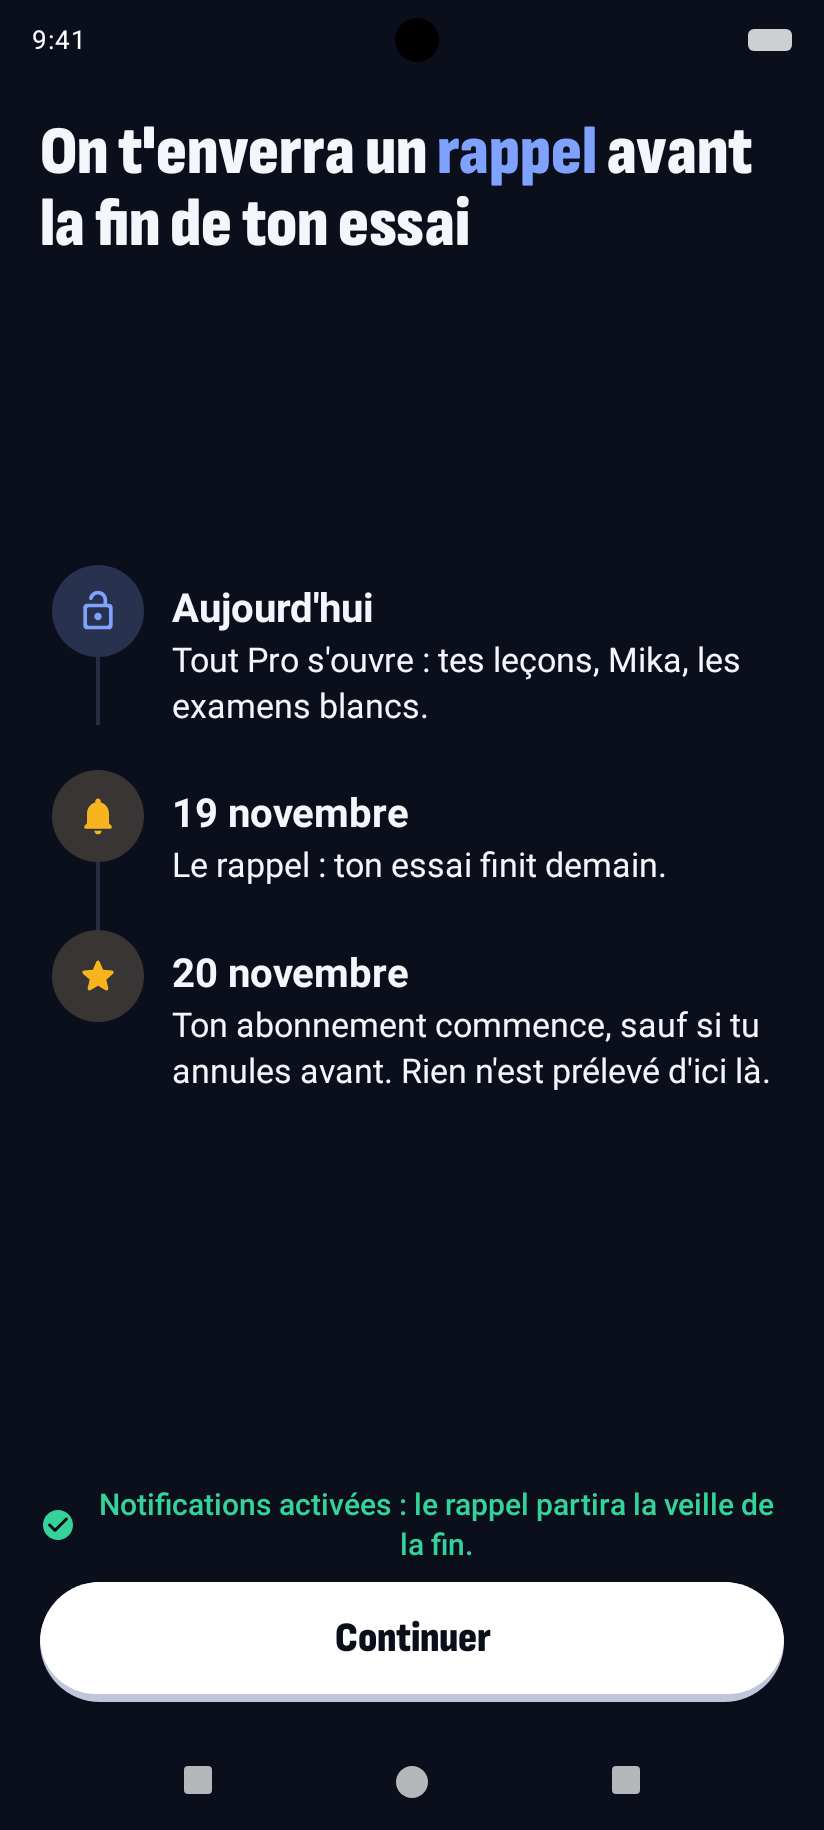 9:41
On t'enverra un rappel avant
la fin de ton essai
Aujourd'hui
Tout Pro s'ouvre : tes leçons, Mika, les
examens blancs.
19 novembre
Le rappel : ton essai finit demain.
20 novembre
Ton abonnement commence, sauf si tu
annules avant. Rien n'est prélevé d'ici là.
Notifications activées : le rappel partira la veille de
la fin.
Continuer